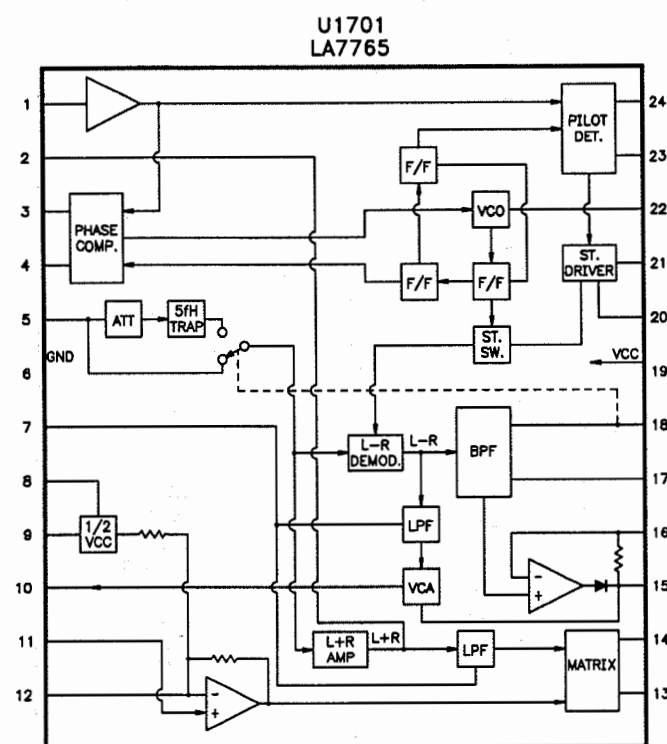 U1701
LA7765
1
24
PILOT
DET.
2
23
F/F
3
VCO
22
PHASE
COMP.
4
F/F
F/F
ST.
DRIVER
21
5
ATT
5fH
TRAP
20
GND
ST.
SW.
VCC
6
19
7
18
L-R
DEMOD.
L-R
BPF
8
17
9
1/2
VCC
LPF
16
-
+
15
10
VCA
11
14
L+R
AMP
L+R
LPF
MATRIX
12
-
+
13